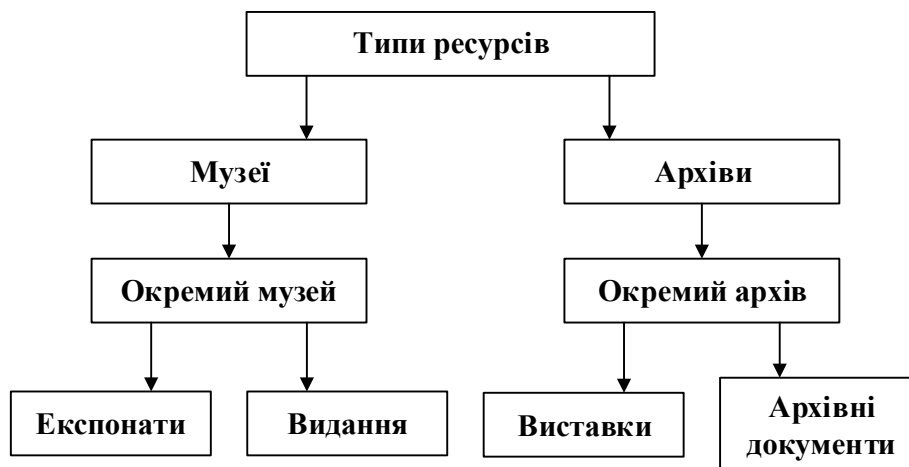 Типи ресурсів
Музеї
Архіви
Окремий музей
Окремий архів
Експонати
Видання
Виставки
Архівні
документи